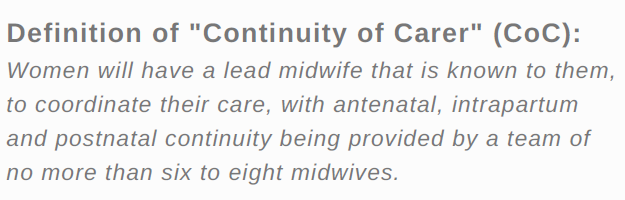 Definition of "Continuity of Carer" (CoC):
Women will have a lead midwife that is known to them,
to coordinate their care, with antenatal, intrapartum
and postnatal continuity being provided by a team of
no more than six to eight midwives.